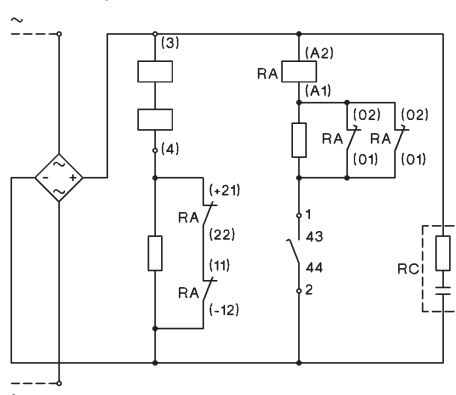 ~
(3)
(A2)
RA
(A1)
(02) (02)
RA RA
(4)
(01) (01)
~
- +
~
(+21)
RA
(22)
1
43
(11)
44
RC
RA
2
(-12)